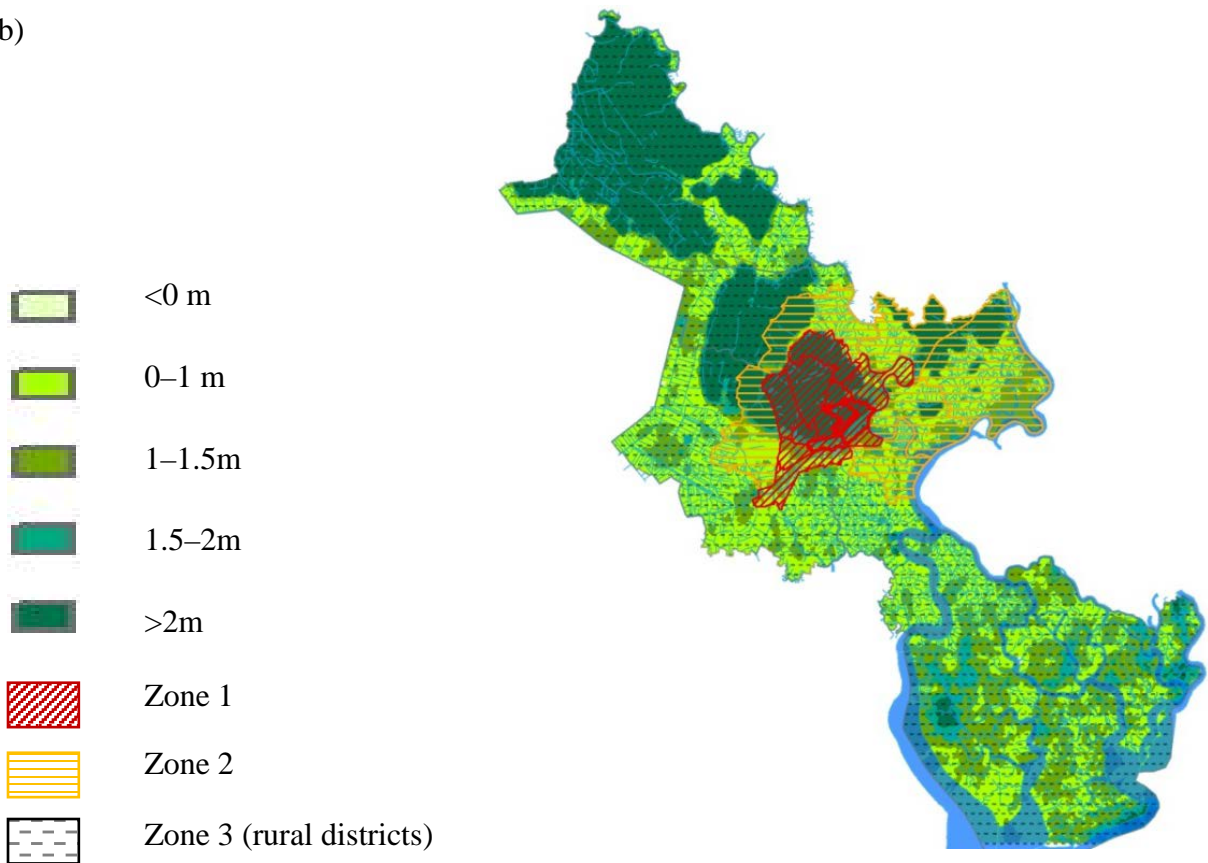 b)
<0 m
0–1 m
1–1.5m
1.5–2m
>2m
Zone 1
Zone 2
Zone 3 (rural districts)